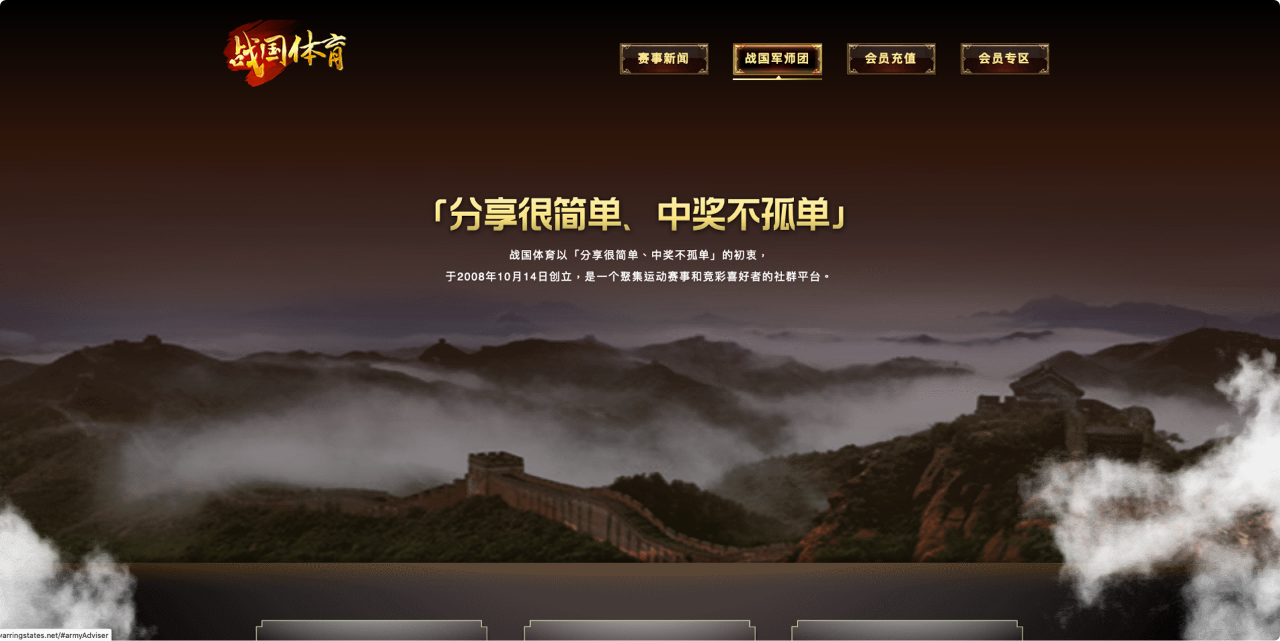 战国体育
赛事新闻
战国军师团
会员充值
会员专区
「分享很简单、中奖不孤单」
战国体育以「分享很简单、中奖不孤单」的初衷，
于2008年10月14日创立，是一个聚集运动赛事和竞彩喜好者的社群平台。
arringstates.net/#armyAdviser